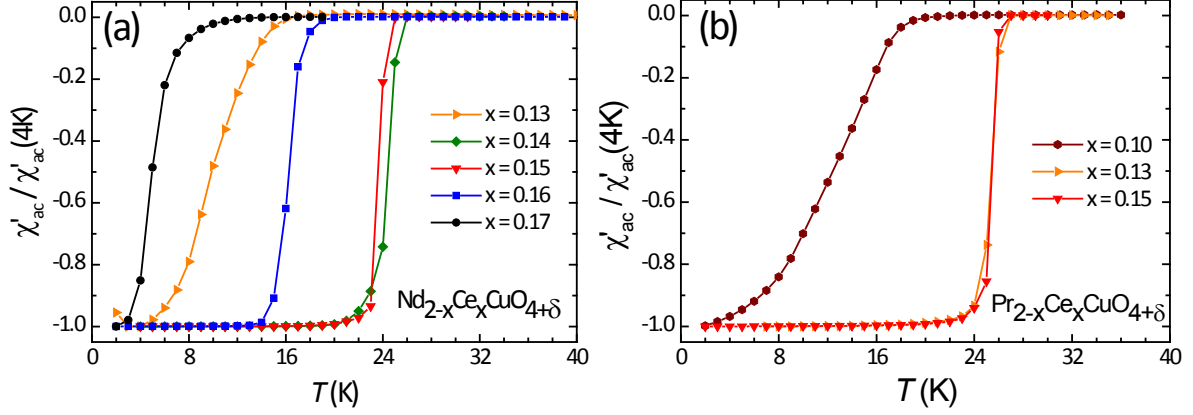 (a)
0.0
-0.2
-0.4
-0.6
-0.8
-1.0
χ'ac / χ'ac(4K)
x = 0.13
x = 0.14
x = 0.15
x = 0.16
x = 0.17
Nd2-xCexCuO4+δ
0 8 16 24 32 40
T (K)
(b)
0.0
-0.2
-0.4
-0.6
-0.8
-1.0
χ'ac / χ'ac(4K)
x = 0.10
x = 0.13
x = 0.15
Pr2-xCexCuO4+δ
0 8 16 24 32 40
T (K)